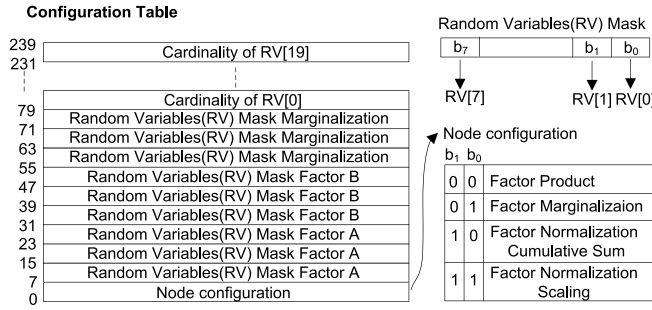 Configuration Table
239
Cardinality of RV[19]
231
Cardinality of RV[0]
79
Random Variables(RV) Mask Marginalization
71
Random Variables(RV) Mask Marginalization
63
Random Variables(RV) Mask Marginalization
55
Random Variables(RV) Mask Factor B
47
Random Variables(RV) Mask Factor B
39
Random Variables(RV) Mask Factor B
31
Random Variables(RV) Mask Factor A
23
Random Variables(RV) Mask Factor A
15
Random Variables(RV) Mask Factor A
7
Node configuration
0
Random Variables(RV) Mask
b7 b1 b0
RV[7] RV[1] RV[0]
Node configuration
b1 b0
0 0 Factor Product
0 1 Factor Marginalizaion
1 0 Factor Normalization
Cumulative Sum
1 1 Factor Normalization
Scaling